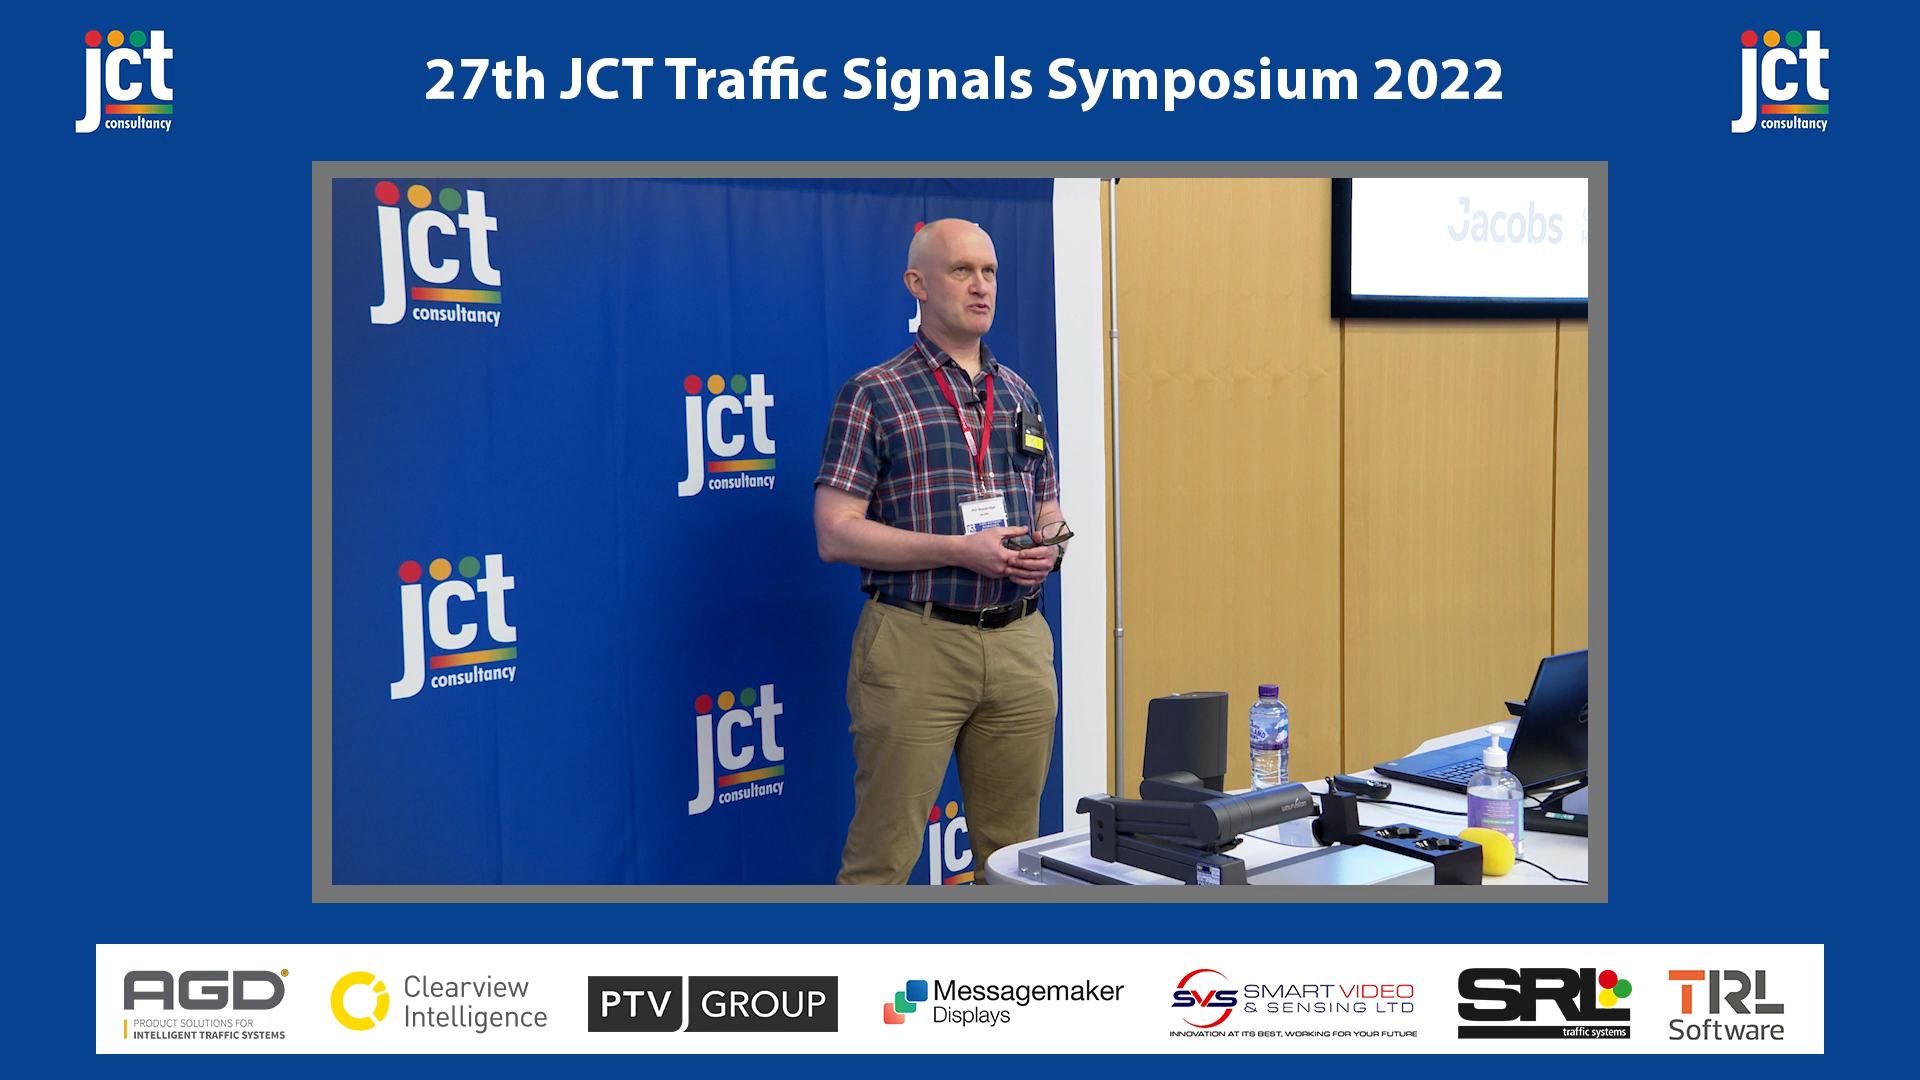 jct
consultancy
27th JCT Traffic Signals Symposium 2022
jct
consultancy
jct
consultancy
Jacobs
jct
consultancy
jct
consultancy
jct
consultancy
jc
AGD
PRODUCT SOLUTIONS FOR
INTELLIGENT TRAFFIC SYSTEMS
Clearview
Intelligence
PTV GROUP
Messagemaker
Displays
SVS SMART VIDEO
& SENSING LTD
INNOVATION AT ITS BEST, WORKING FOR YOUR FUTURE
SRL
traffic systems
TRL
Software